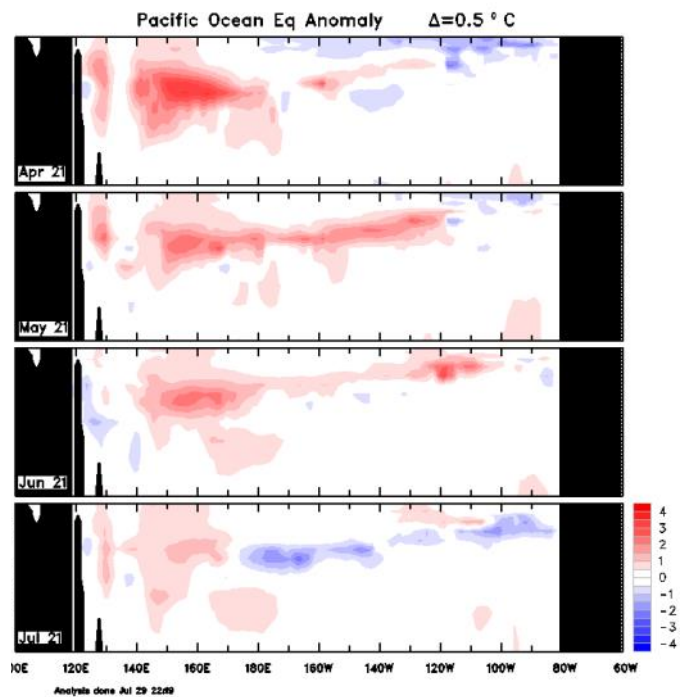 Pacific Ocean Eq Anomaly Δ=0.5 ° C
Apr 21
May 21
Jun 21
Jul 21
4
3
2
1
0
-1
-2
-3
-4
00E 120E 140E 160E 180E 160W 140W 120W 100W 80W 60W
Analysis done Jul 29 22:49